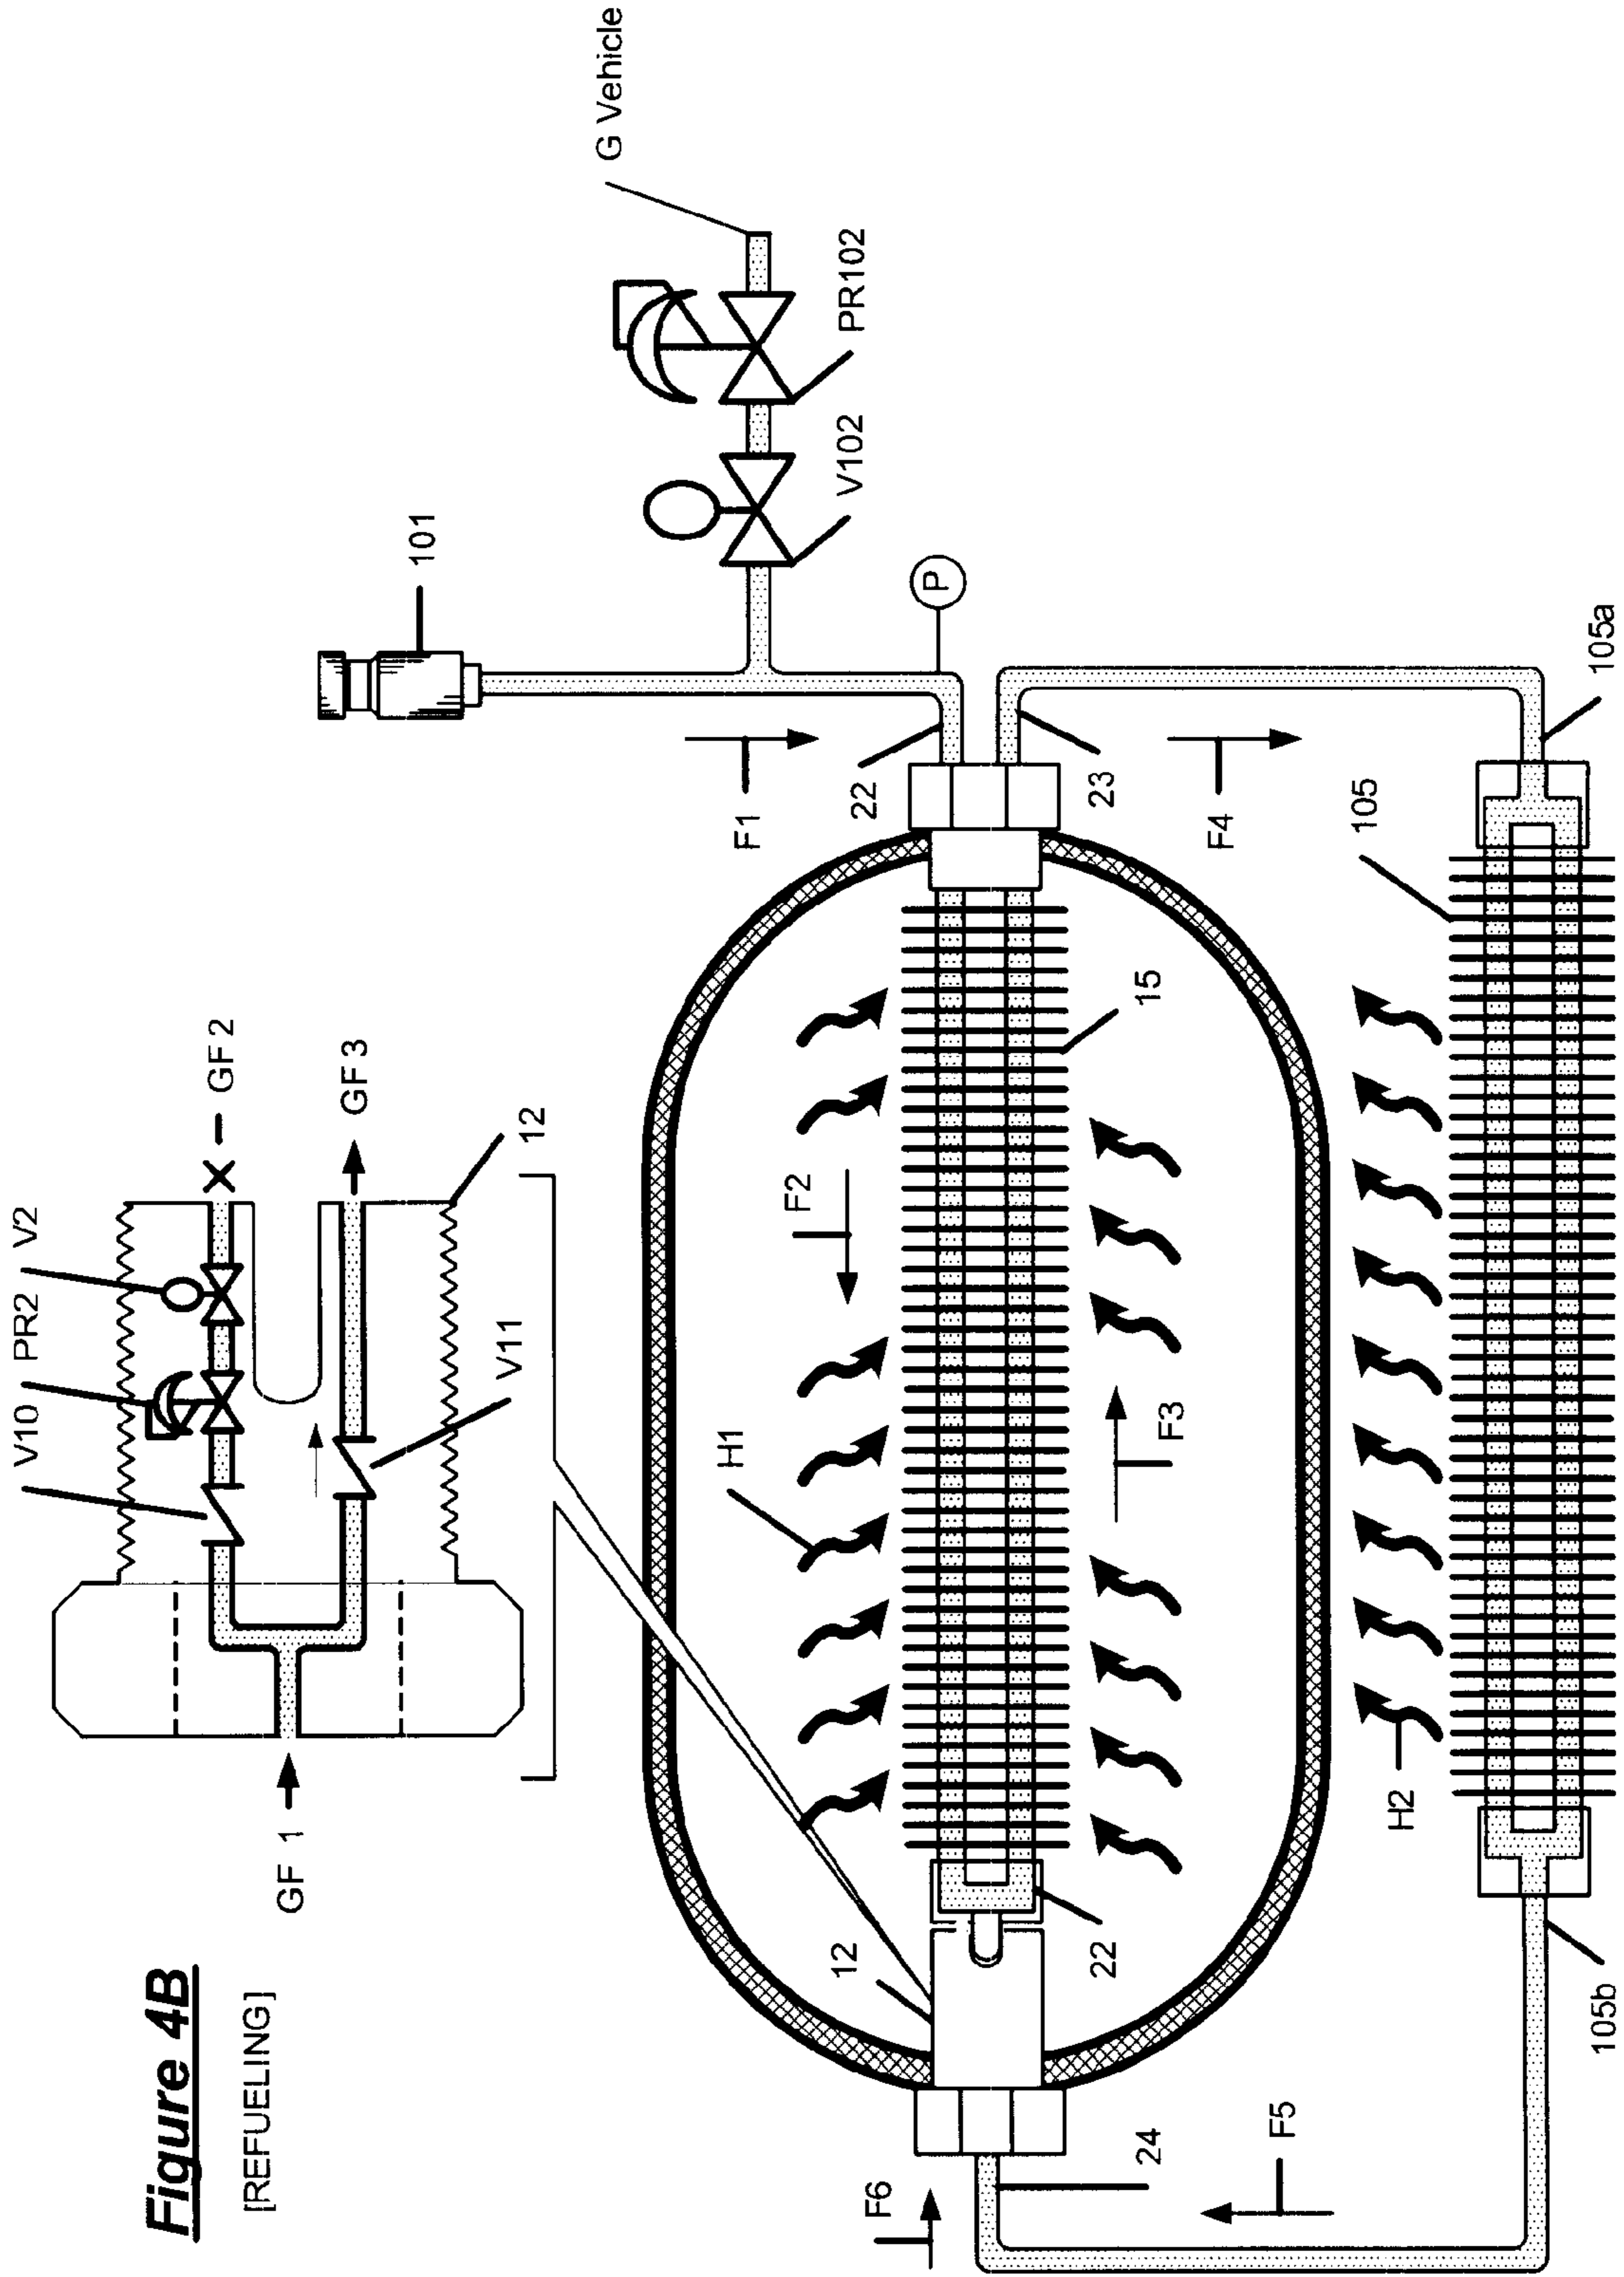 Figure 4B
[REFUELING]
V10 PR2 V2
GF 1
GF 2
GF 3
12
V11
101
G Vehicle
V102
PR102
P
F1
22
23
F4
105a
105
15
F2
H1
F3
12
22
H2
F6
24
F5
105b